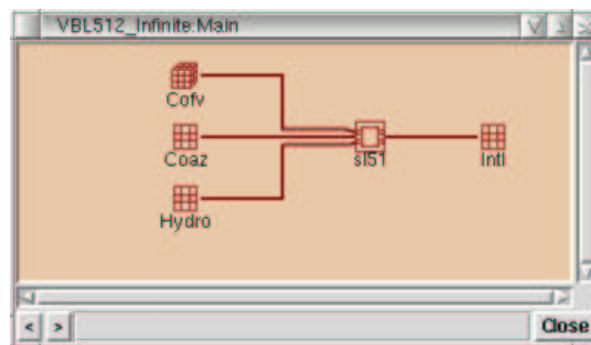 VBL512_Infinite:Main
Cofv
Coaz
sl51
Intl
Hydro
< >
Close